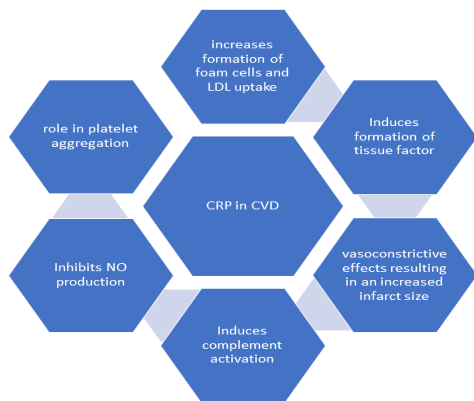 increases
formation of
foam cells and
LDL uptake
Induces
formation of
tissue factor
vasoconstrictive
effects resulting
in an increased
infarct size
Induces
complement
activation
Inhibits NO
production
role in platelet
aggregation
CRP in CVD